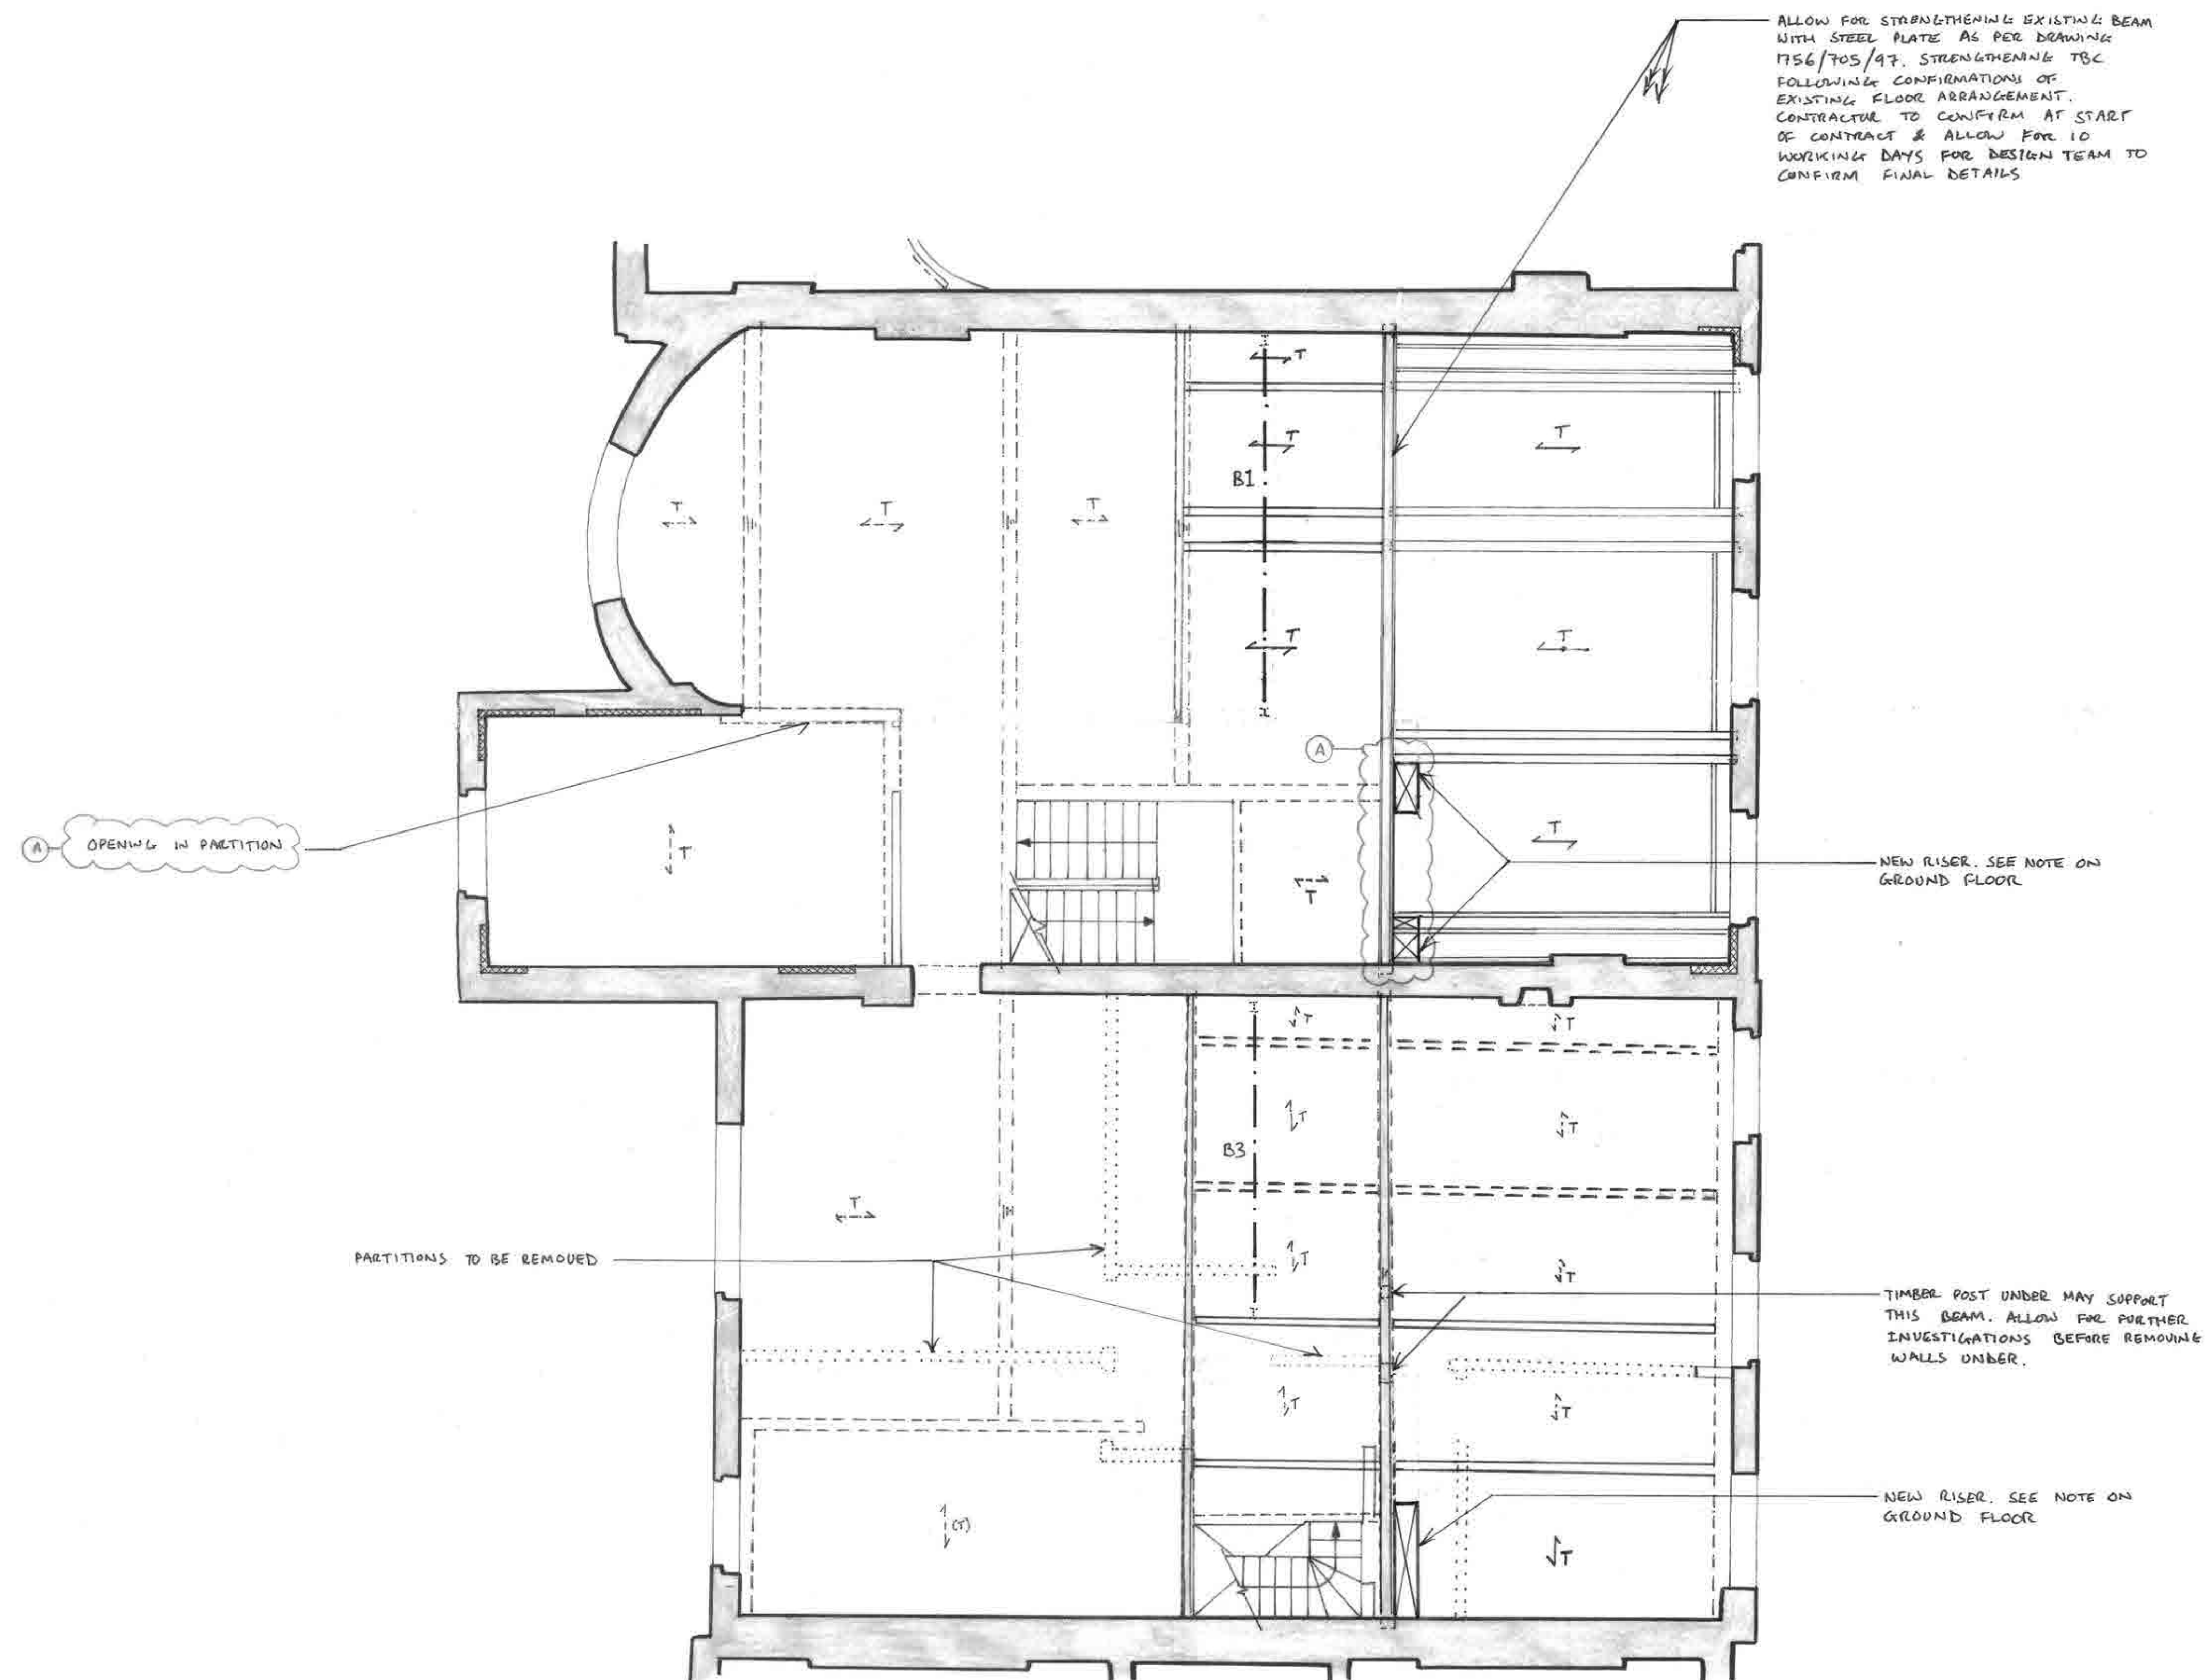 ALLOW FOR STRENGTHENING EXISTING BEAM
WITH STEEL PLATE AS PER DRAWING
1756/705/97. STRENGTHENING TBC
FOLLOWING CONFIRMATIONS OF
EXISTING FLOOR ARRANGEMENT.
CONTRACTOR TO CONFIRM AT START
OF CONTRACT & ALLOW FOR 10
WORKING DAYS FOR DESIGN TEAM TO
CONFIRM FINAL DETAILS
T
T
T
B1
T
T
T
T
T
A
A
OPENING IN PARTITION
T
T
T
NEW RISER. SEE NOTE ON
GROUND FLOOR
T
T
T
T
T
B3
T
T
T
PARTITIONS TO BE REMOVED
TIMBER POST UNDER MAY SUPPORT
THIS BEAM. ALLOW FOR FURTHER
INVESTIGATIONS BEFORE REMOVING
WALLS UNDER.
T
T
NEW RISER. SEE NOTE ON
GROUND FLOOR
(T)
T